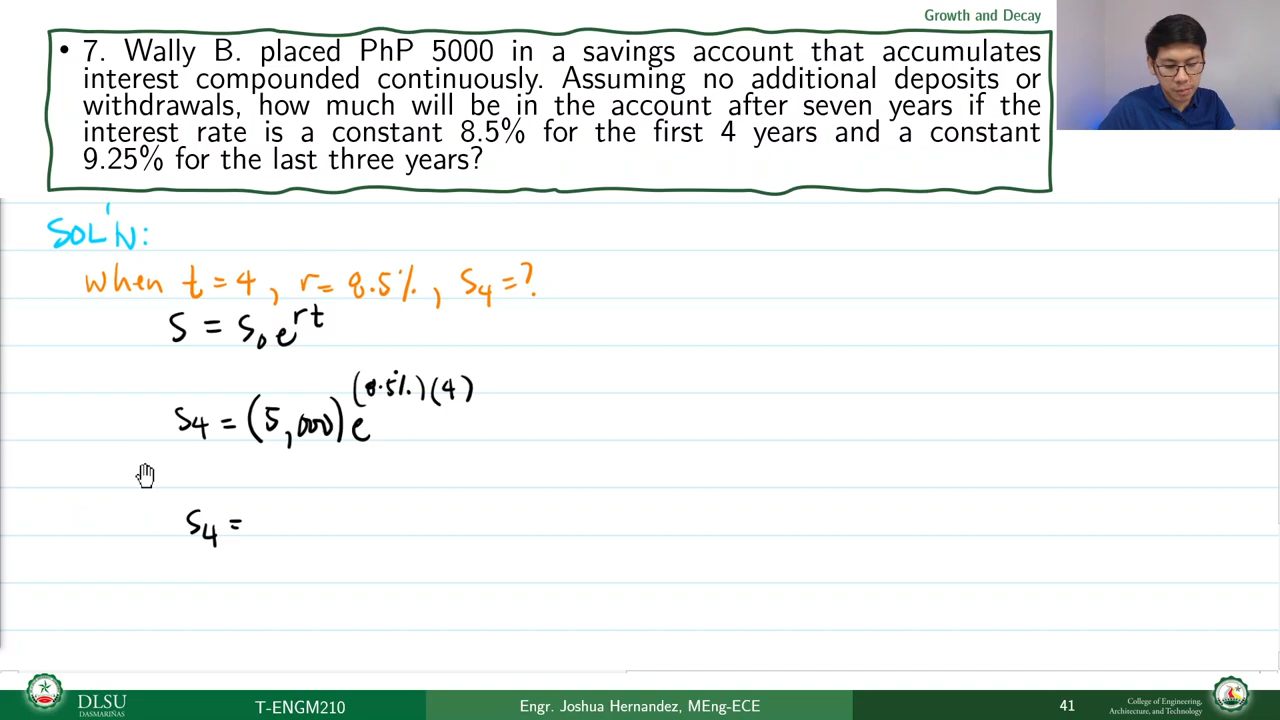 Growth and Decay
• 7. Wally B. placed PhP 5000 in a savings account that accumulates
interest compounded continuously. Assuming no additional deposits or
withdrawals, how much will be in the account after seven years if the
interest rate is a constant 8.5% for the first 4 years and a constant
9.25% for the last three years?
SOL'N:
when t = 4, r = 8.5%, S₄ = ?
S = S₀e^rt
S₄ = (5,000)e^(8.5%)(4)
S₄ =
DLSU
DASMARIÑAS
T-ENGM210
Engr. Joshua Hernandez, MEng-ECE
41
College of Engineering,
Architecture, and Technology